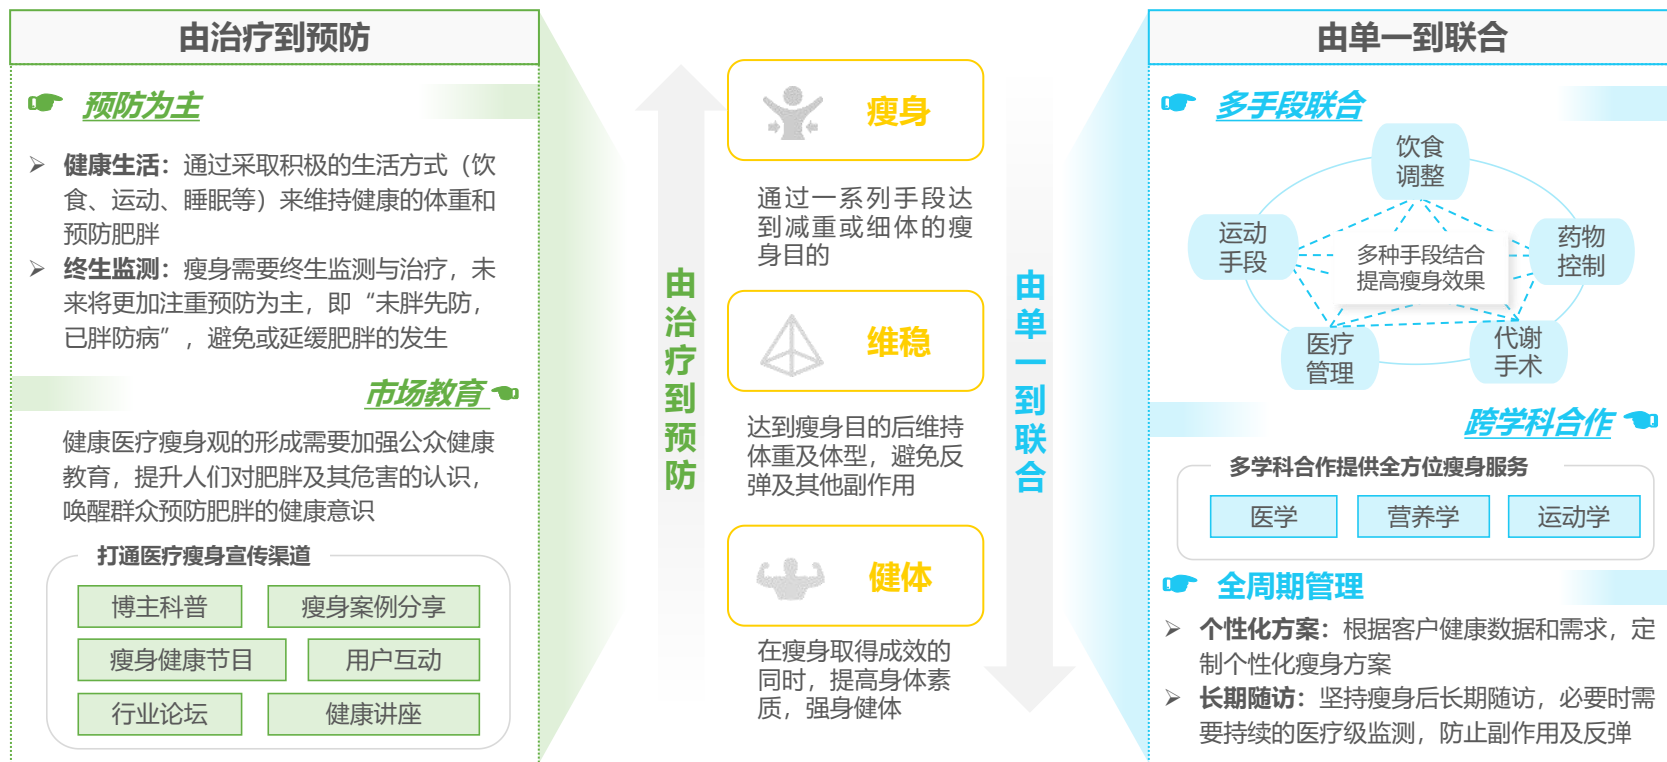 由治疗到预防
预防为主
健康生活：通过采取积极的生活方式（饮
食、运动、睡眠等）来维持健康的体重和
预防肥胖
终生监测：瘦身需要终生监测与治疗，未
来将更加注重预防为主，即“未胖先防，
已胖防病”，避免或延缓肥胖的发生
市场教育
健康医疗瘦身观的形成需要加强公众健康
教育，提升人们对肥胖及其危害的认识，
唤醒群众预防肥胖的健康意识
打通医疗瘦身宣传渠道
博主科普
瘦身案例分享
瘦身健康节目
用户互动
行业论坛
健康讲座
由治疗到预防
瘦身
通过一系列手段达
到减重或细体的瘦
身目的
维稳
达到瘦身目的后维持
体重及体型，避免反
弹及其他副作用
健体
在瘦身取得成效的
同时，提高身体素
质，强身健体
由单一到联合
由单一到联合
多手段联合
饮食
调整
运动
手段
药物
控制
多种手段结合
提高瘦身效果
医疗
管理
代谢
手术
跨学科合作
多学科合作提供全方位瘦身服务
医学
营养学
运动学
全周期管理
个性化方案：根据客户健康数据和需求，定
制个性化瘦身方案
长期随访：坚持瘦身后长期随访，必要时需
要持续的医疗级监测，防止副作用及反弹